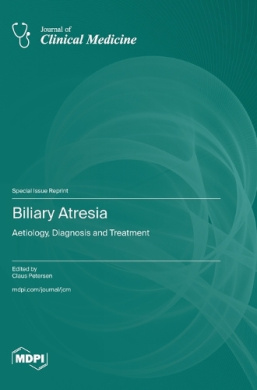 Journal of
Clinical Medicine
Special Issue Reprint
Biliary Atresia
Aetiology, Diagnosis and Treatment
Edited by
Claus Petersen
mdpi.com/journal/jcm
MDPI